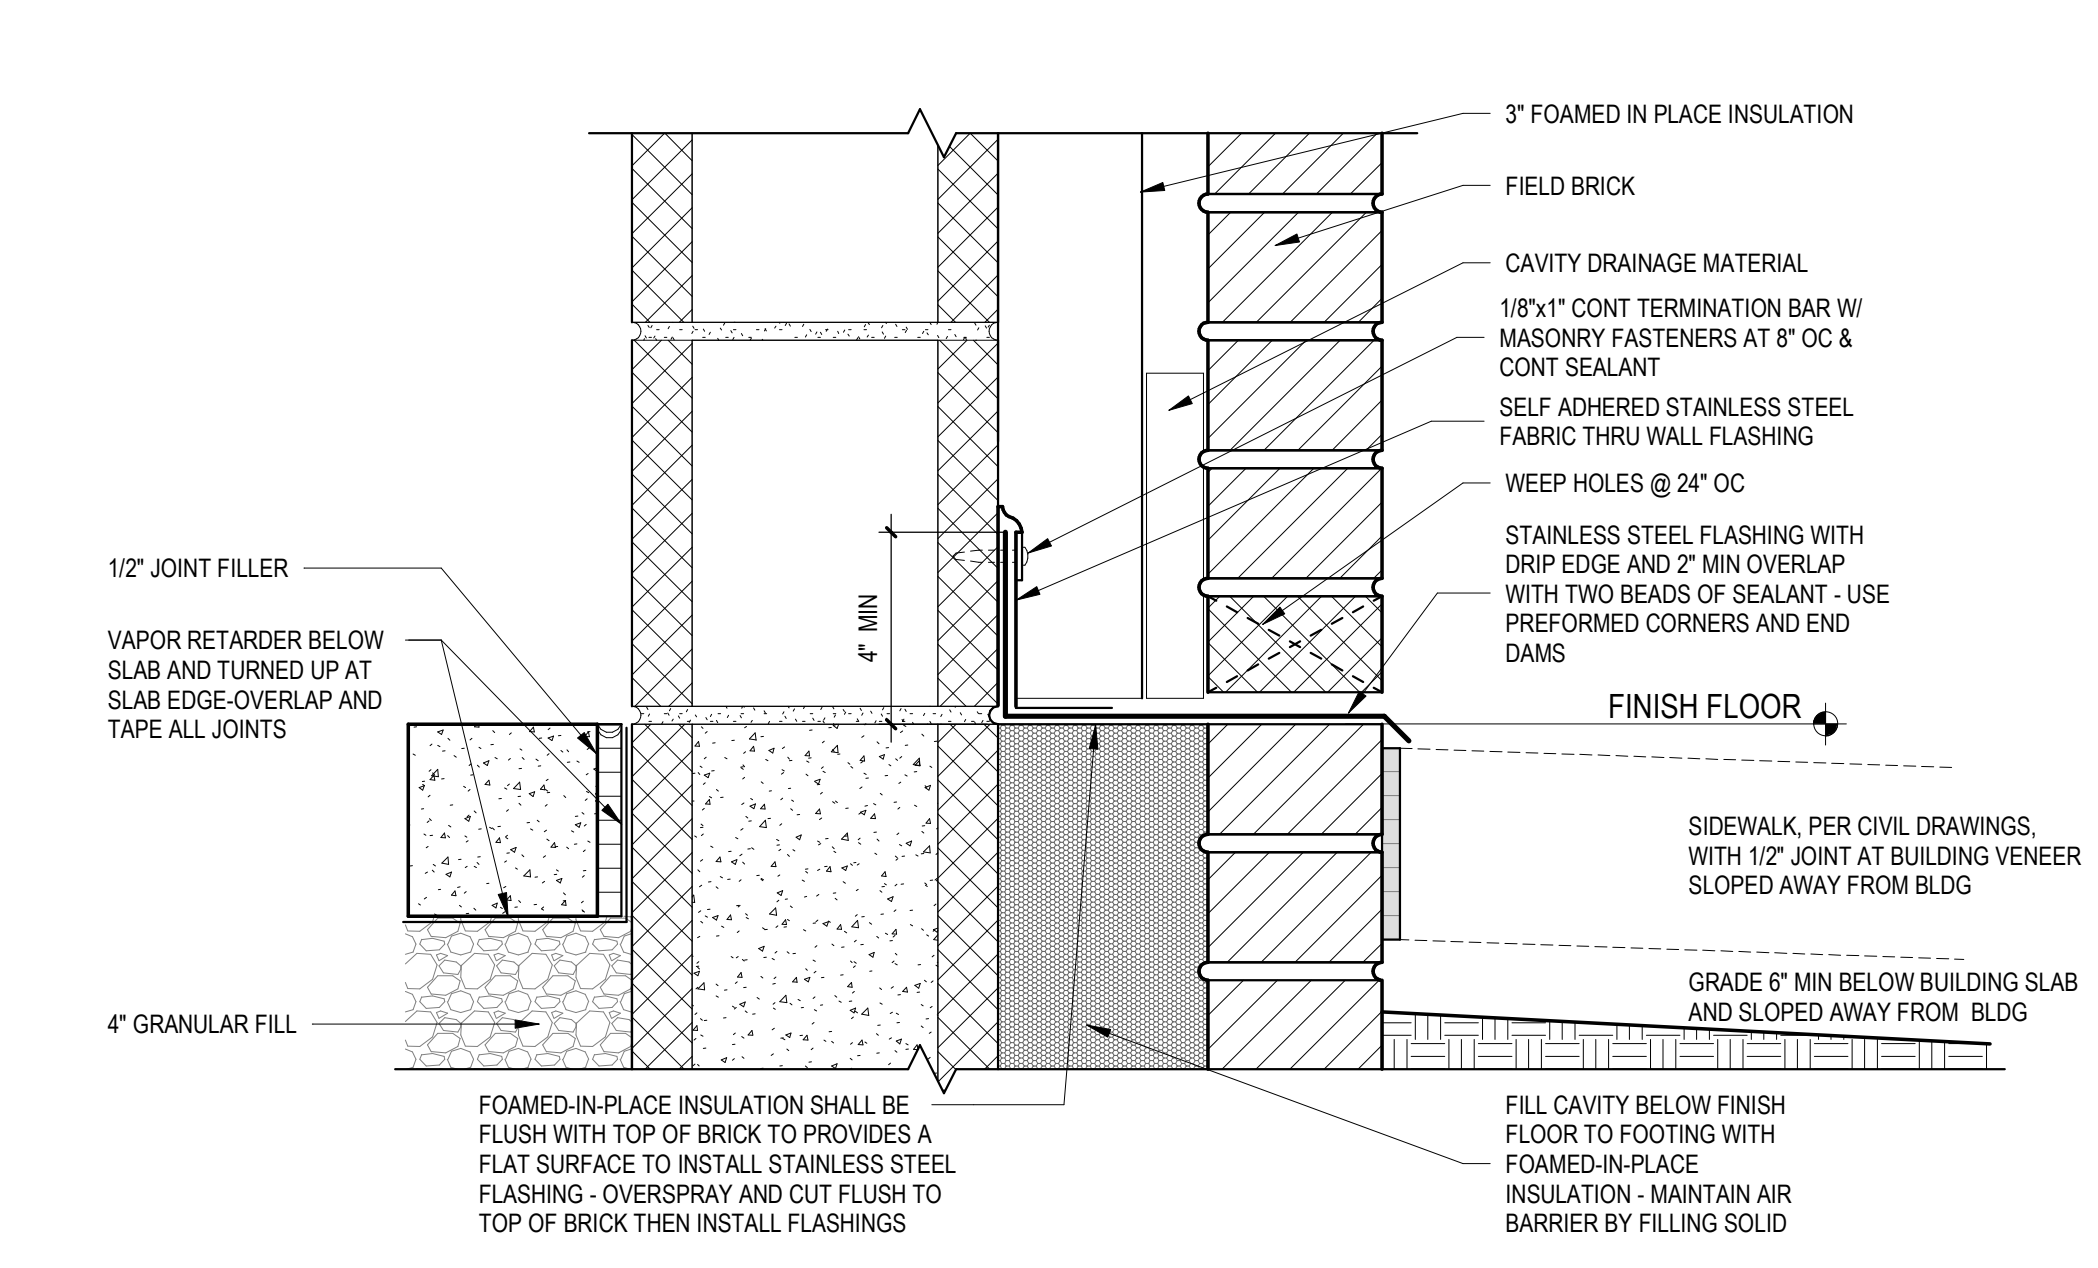 3" FOAMED IN PLACE INSULATION
FIELD BRICK
CAVITY DRAINAGE MATERIAL
1/8"x1" CONT TERMINATION BAR W/
MASONRY FASTENERS AT 8" OC &
CONT SEALANT
SELF ADHERED STAINLESS STEEL
FABRIC THRU WALL FLASHING
WEEP HOLES @ 24" OC
STAINLESS STEEL FLASHING WITH
DRIP EDGE AND 2" MIN OVERLAP
WITH TWO BEADS OF SEALANT - USE
PREFORMED CORNERS AND END
DAMS
1/2" JOINT FILLER
VAPOR RETARDER BELOW
SLAB AND TURNED UP AT
SLAB EDGE-OVERLAP AND
TAPE ALL JOINTS
4" MIN
FINISH FLOOR
SIDEWALK, PER CIVIL DRAWINGS,
WITH 1/2" JOINT AT BUILDING VENEER
SLOPED AWAY FROM BLDG
GRADE 6" MIN BELOW BUILDING SLAB
AND SLOPED AWAY FROM BLDG
4" GRANULAR FILL
FOAMED-IN-PLACE INSULATION SHALL BE
FLUSH WITH TOP OF BRICK TO PROVIDES A
FLAT SURFACE TO INSTALL STAINLESS STEEL
FLASHING - OVERSPRAY AND CUT FLUSH TO
TOP OF BRICK THEN INSTALL FLASHINGS
FILL CAVITY BELOW FINISH
FLOOR TO FOOTING WITH
FOAMED-IN-PLACE
INSULATION - MAINTAIN AIR
BARRIER BY FILLING SOLID